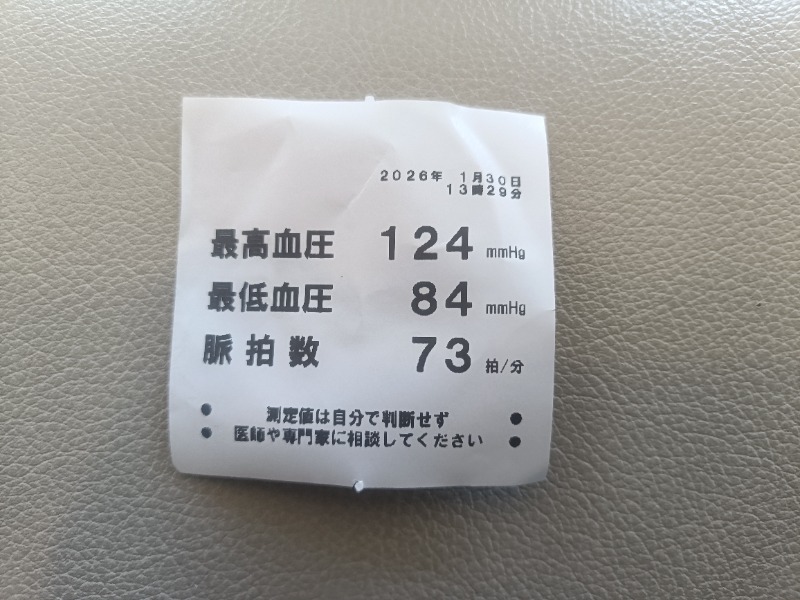 2026年 1月30日
13時29分
最高血圧 124 mmHg
最低血圧 84 mmHg
脈拍数 73 拍/分
● 測定値は自分で判断せず ●
● 医師や専門家に相談してください ●